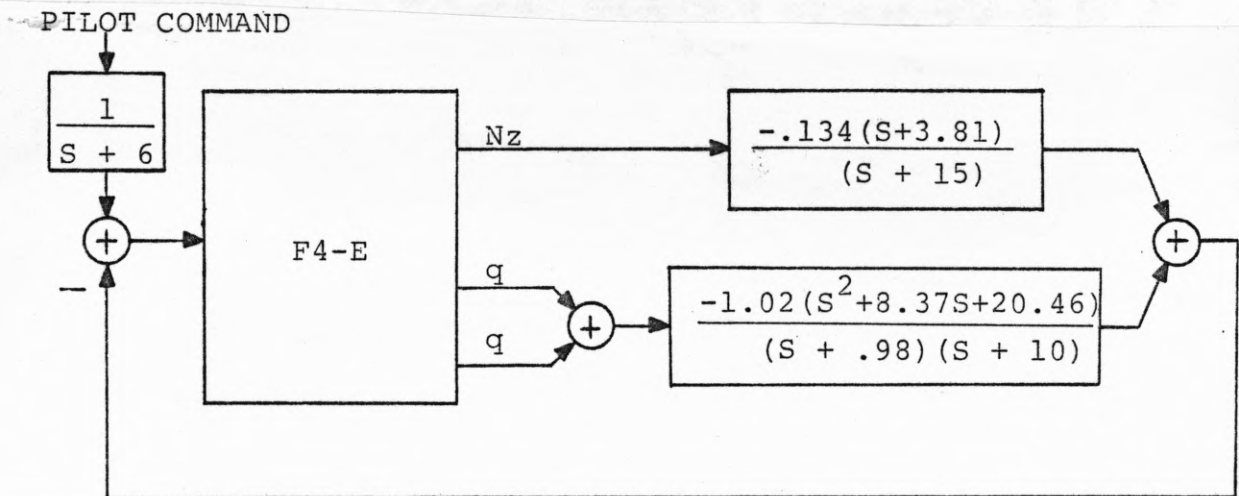 PILOT COMMAND
1
S + 6
+
−
F4-E
Nz
q
q
+
-.134(S+3.81)
(S + 15)
-1.02(S²+8.37S+20.46)
(S + .98)(S + 10)
+